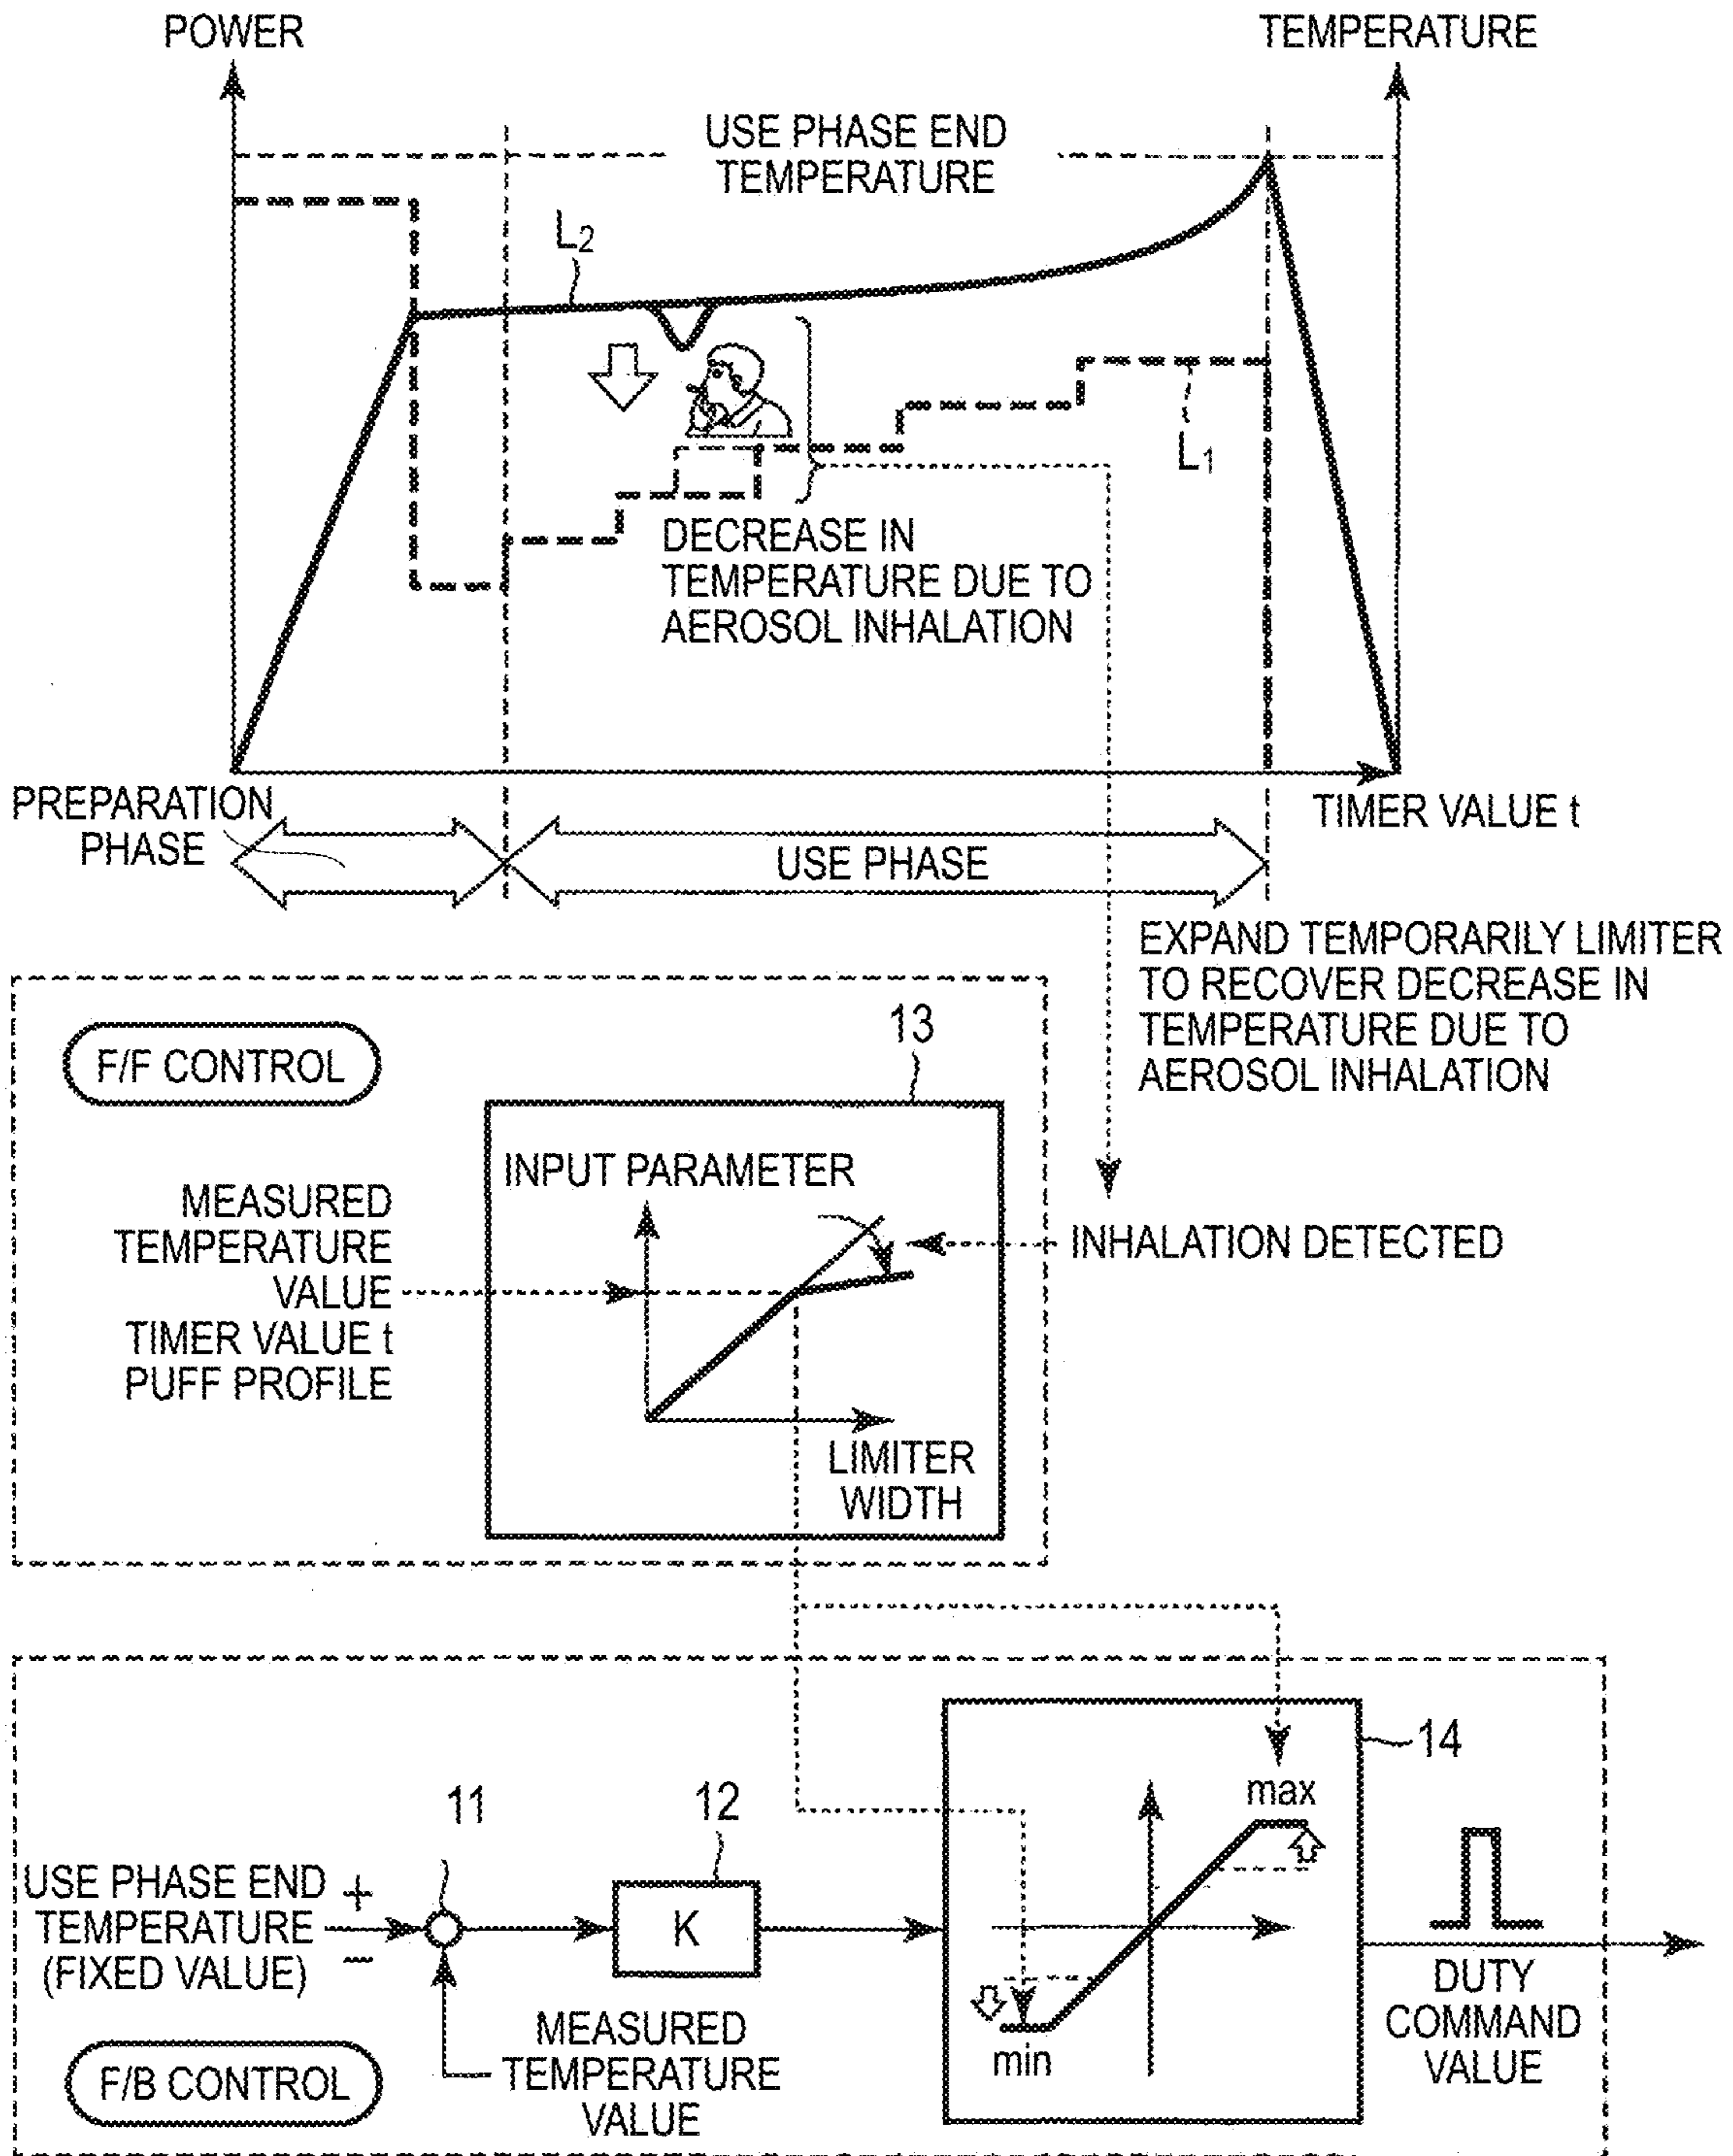 POWER
TEMPERATURE
USE PHASE END
TEMPERATURE
L2
L1
DECREASE IN
TEMPERATURE DUE TO
AEROSOL INHALATION
PREPARATION
PHASE
TIMER VALUE t
USE PHASE
EXPAND TEMPORARILY LIMITER
TO RECOVER DECREASE IN
TEMPERATURE DUE TO
AEROSOL INHALATION
F/F CONTROL
13
INPUT PARAMETER
MEASURED
TEMPERATURE
VALUE
TIMER VALUE t
PUFF PROFILE
INHALATION DETECTED
LIMITER
WIDTH
14
max
11
12
USE PHASE END
TEMPERATURE
(FIXED VALUE)
+
−
K
min
DUTY
COMMAND
VALUE
MEASURED
TEMPERATURE
VALUE
F/B CONTROL